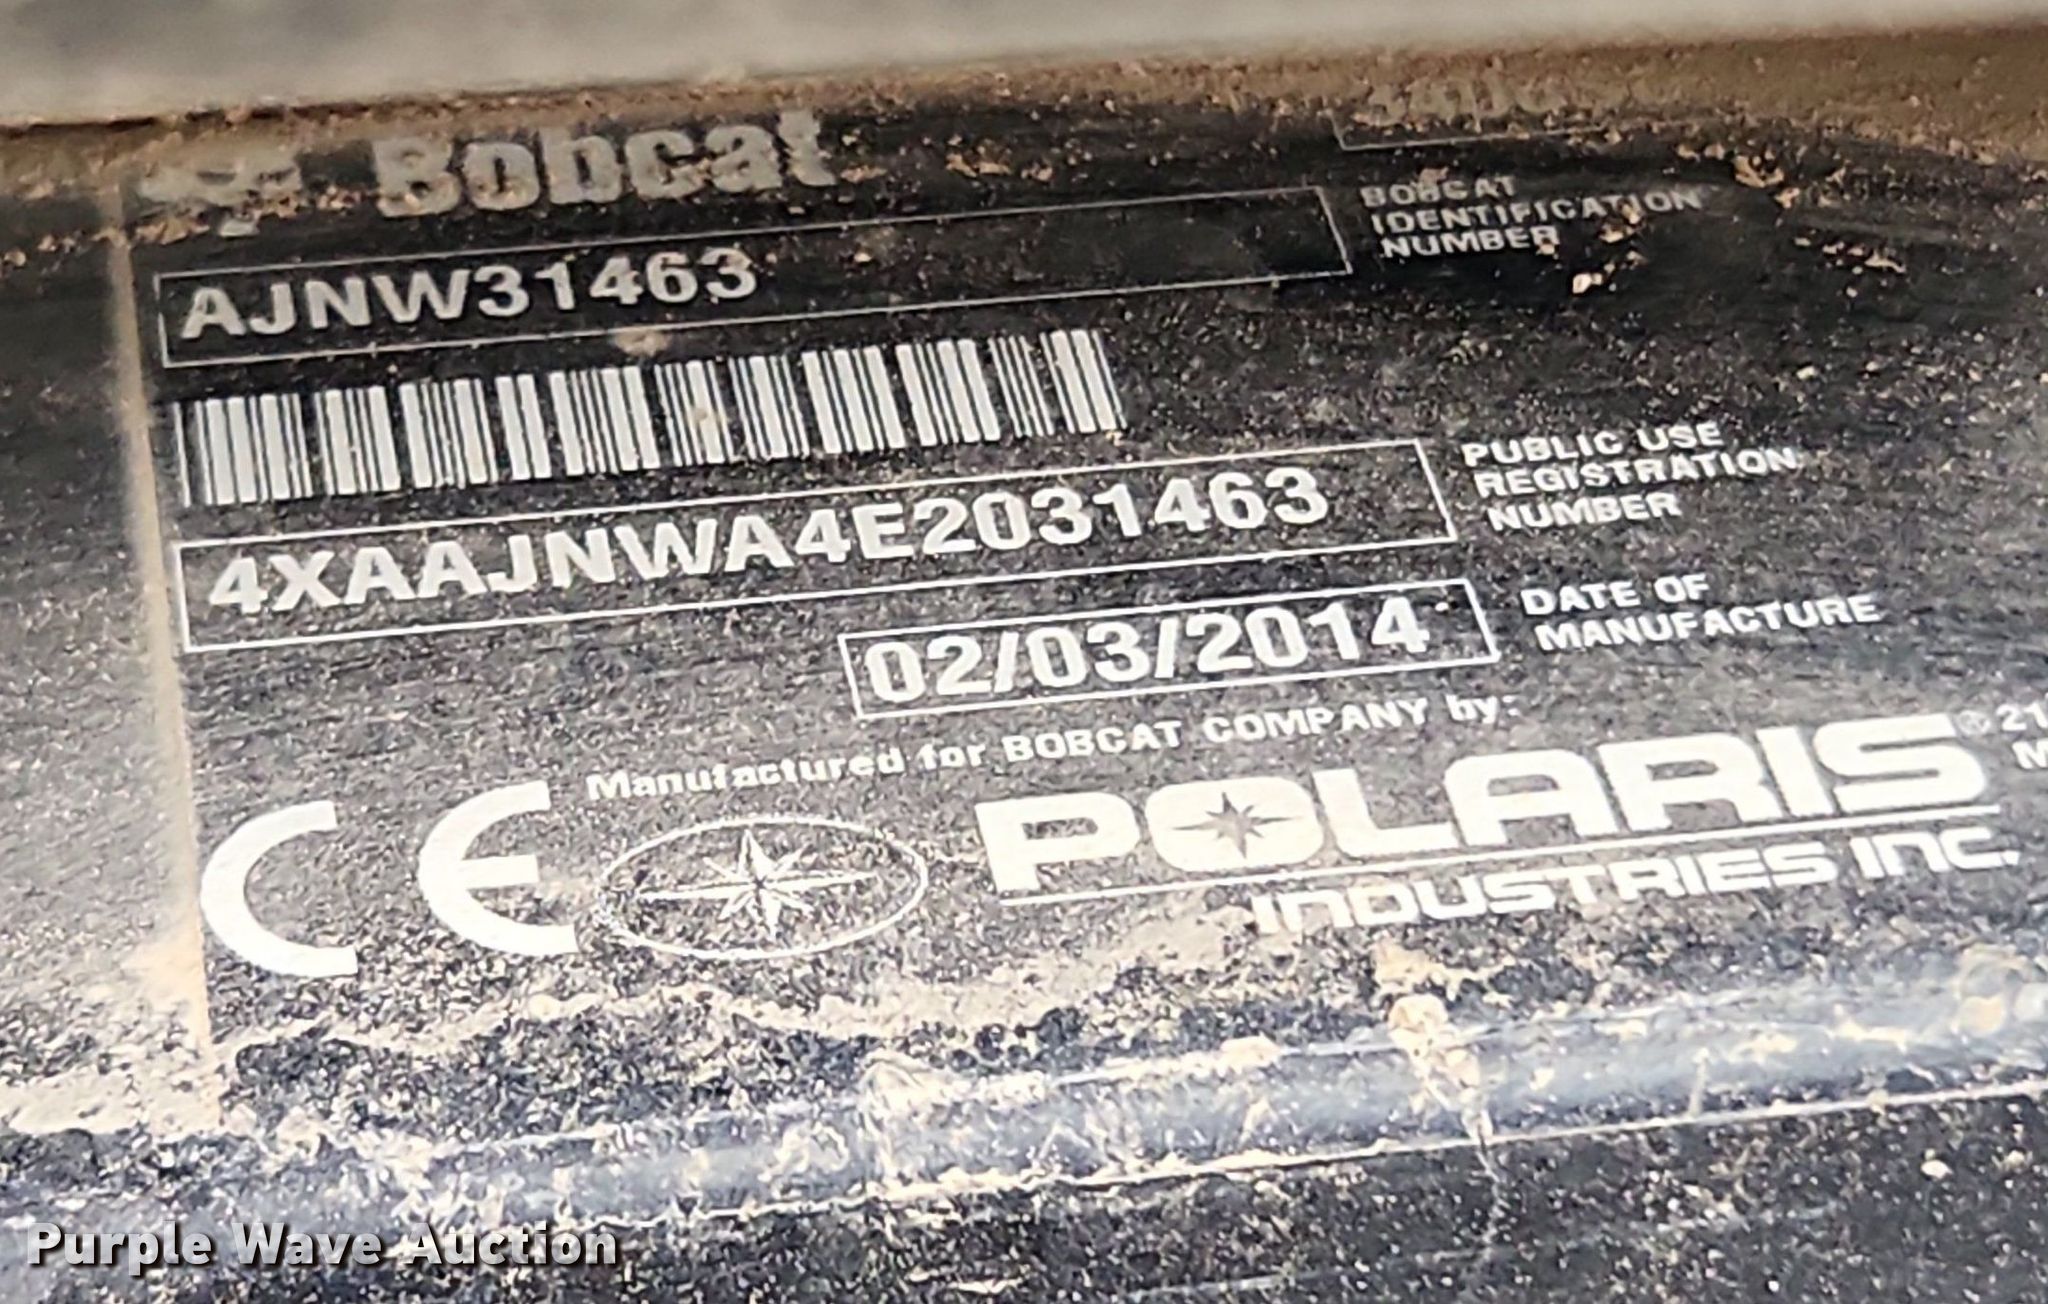 Bobcat
AJNW31463
BOBCAT
IDENTIFICATION
NUMBER
4XAAJNWA4E2031463
PUBLIC USE
REGISTRATION
NUMBER
02/03/2014
DATE OF
MANUFACTURE
Manufactured for BOBCAT COMPANY by:
CE
POLARIS®
INDUSTRIES INC.
Purple Wave Auction